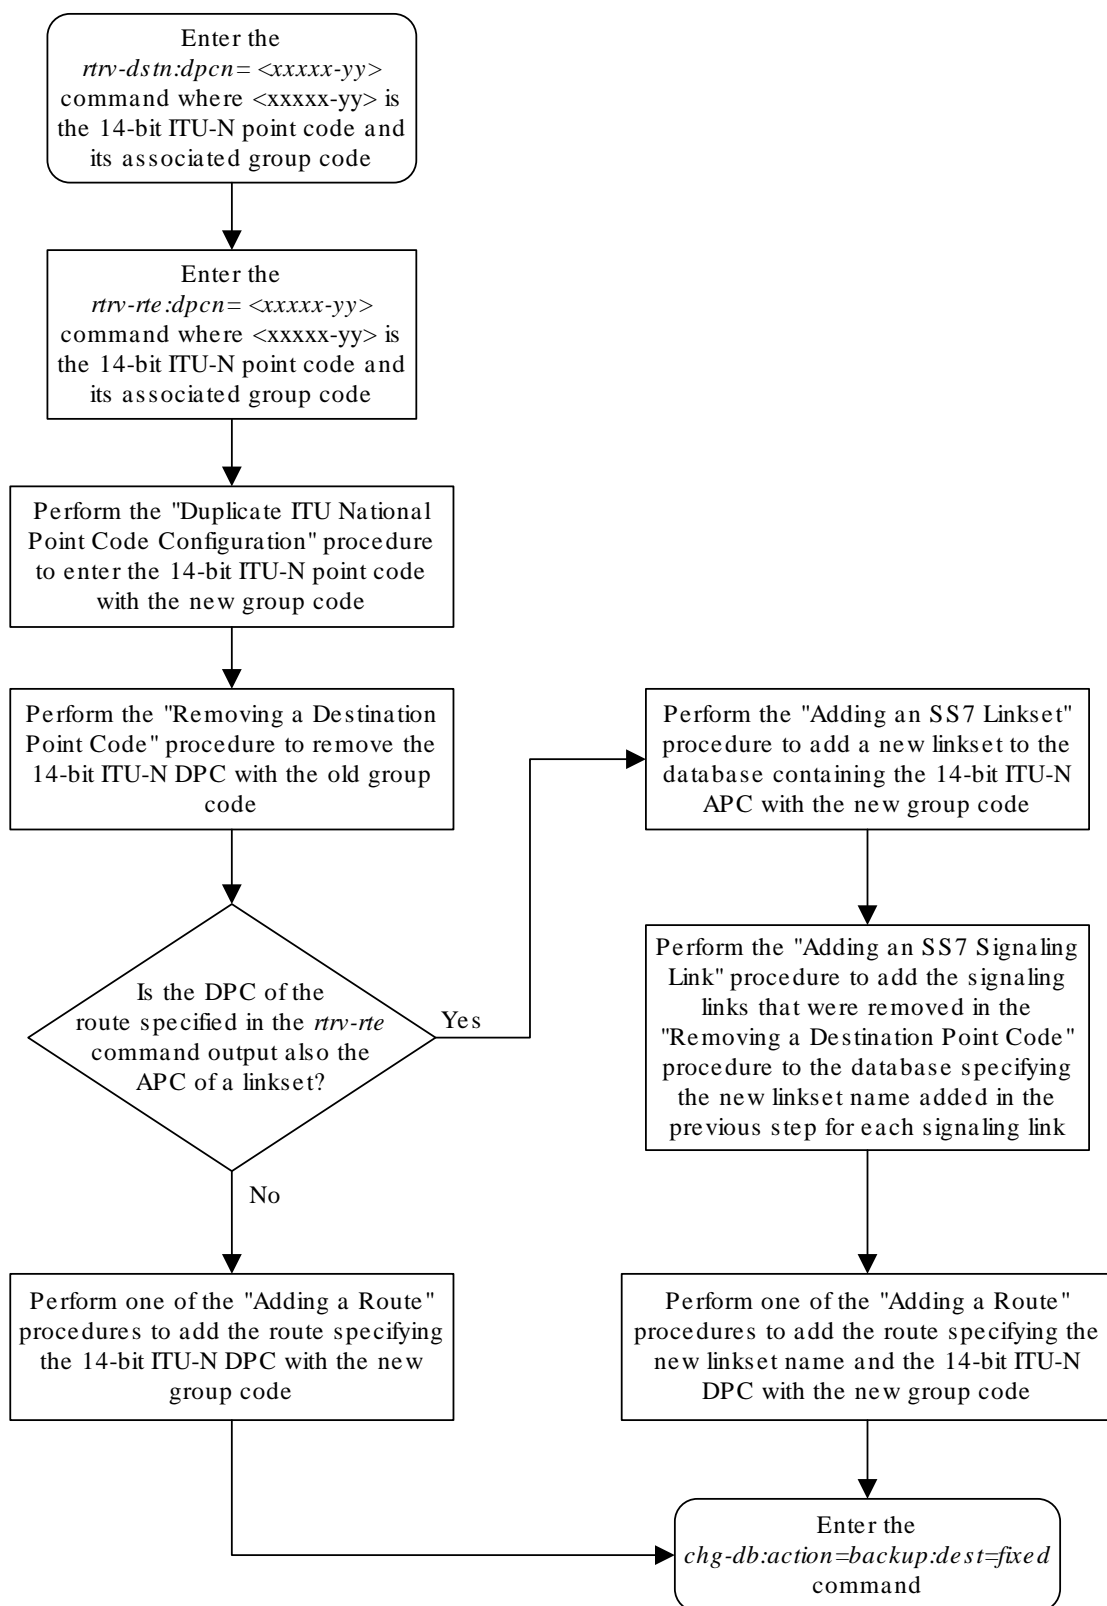 Enter the
rtrv-dstn:dpcn= <xxxxx-yy>
command where <xxxxx-yy> is
the 14-bit ITU-N point code and
its associated group code
Enter the
rtrv-rte:dpcn= <xxxxx-yy>
command where <xxxxx-yy> is
the 14-bit ITU-N point code and
its associated group code
Perform the "Duplicate ITU National
Point Code Configuration" procedure
to enter the 14-bit ITU-N point code
with the new group code
Perform the "Removing a Destination
Point Code" procedure to remove the
14-bit ITU-N DPC with the old group
code
Is the DPC of the
route specified in the rtrv-rte
command output also the
APC of a linkset?
Yes
No
Perform one of the "Adding a Route"
procedures to add the route specifying
the 14-bit ITU-N DPC with the new
group code
Perform the "Adding an SS7 Linkset"
procedure to add a new linkset to the
database containing the 14-bit ITU-N
APC with the new group code
Perform the "Adding an SS7 Signaling
Link" procedure to add the signaling
links that were removed in the
"Removing a Destination Point Code"
procedure to the database specifying
the new linkset name added in the
previous step for each signaling link
Perform one of the "Adding a Route"
procedures to add the route specifying the
new linkset name and the 14-bit ITU-N
DPC with the new group code
Enter the
chg-db:action=backup:dest=fixed
command